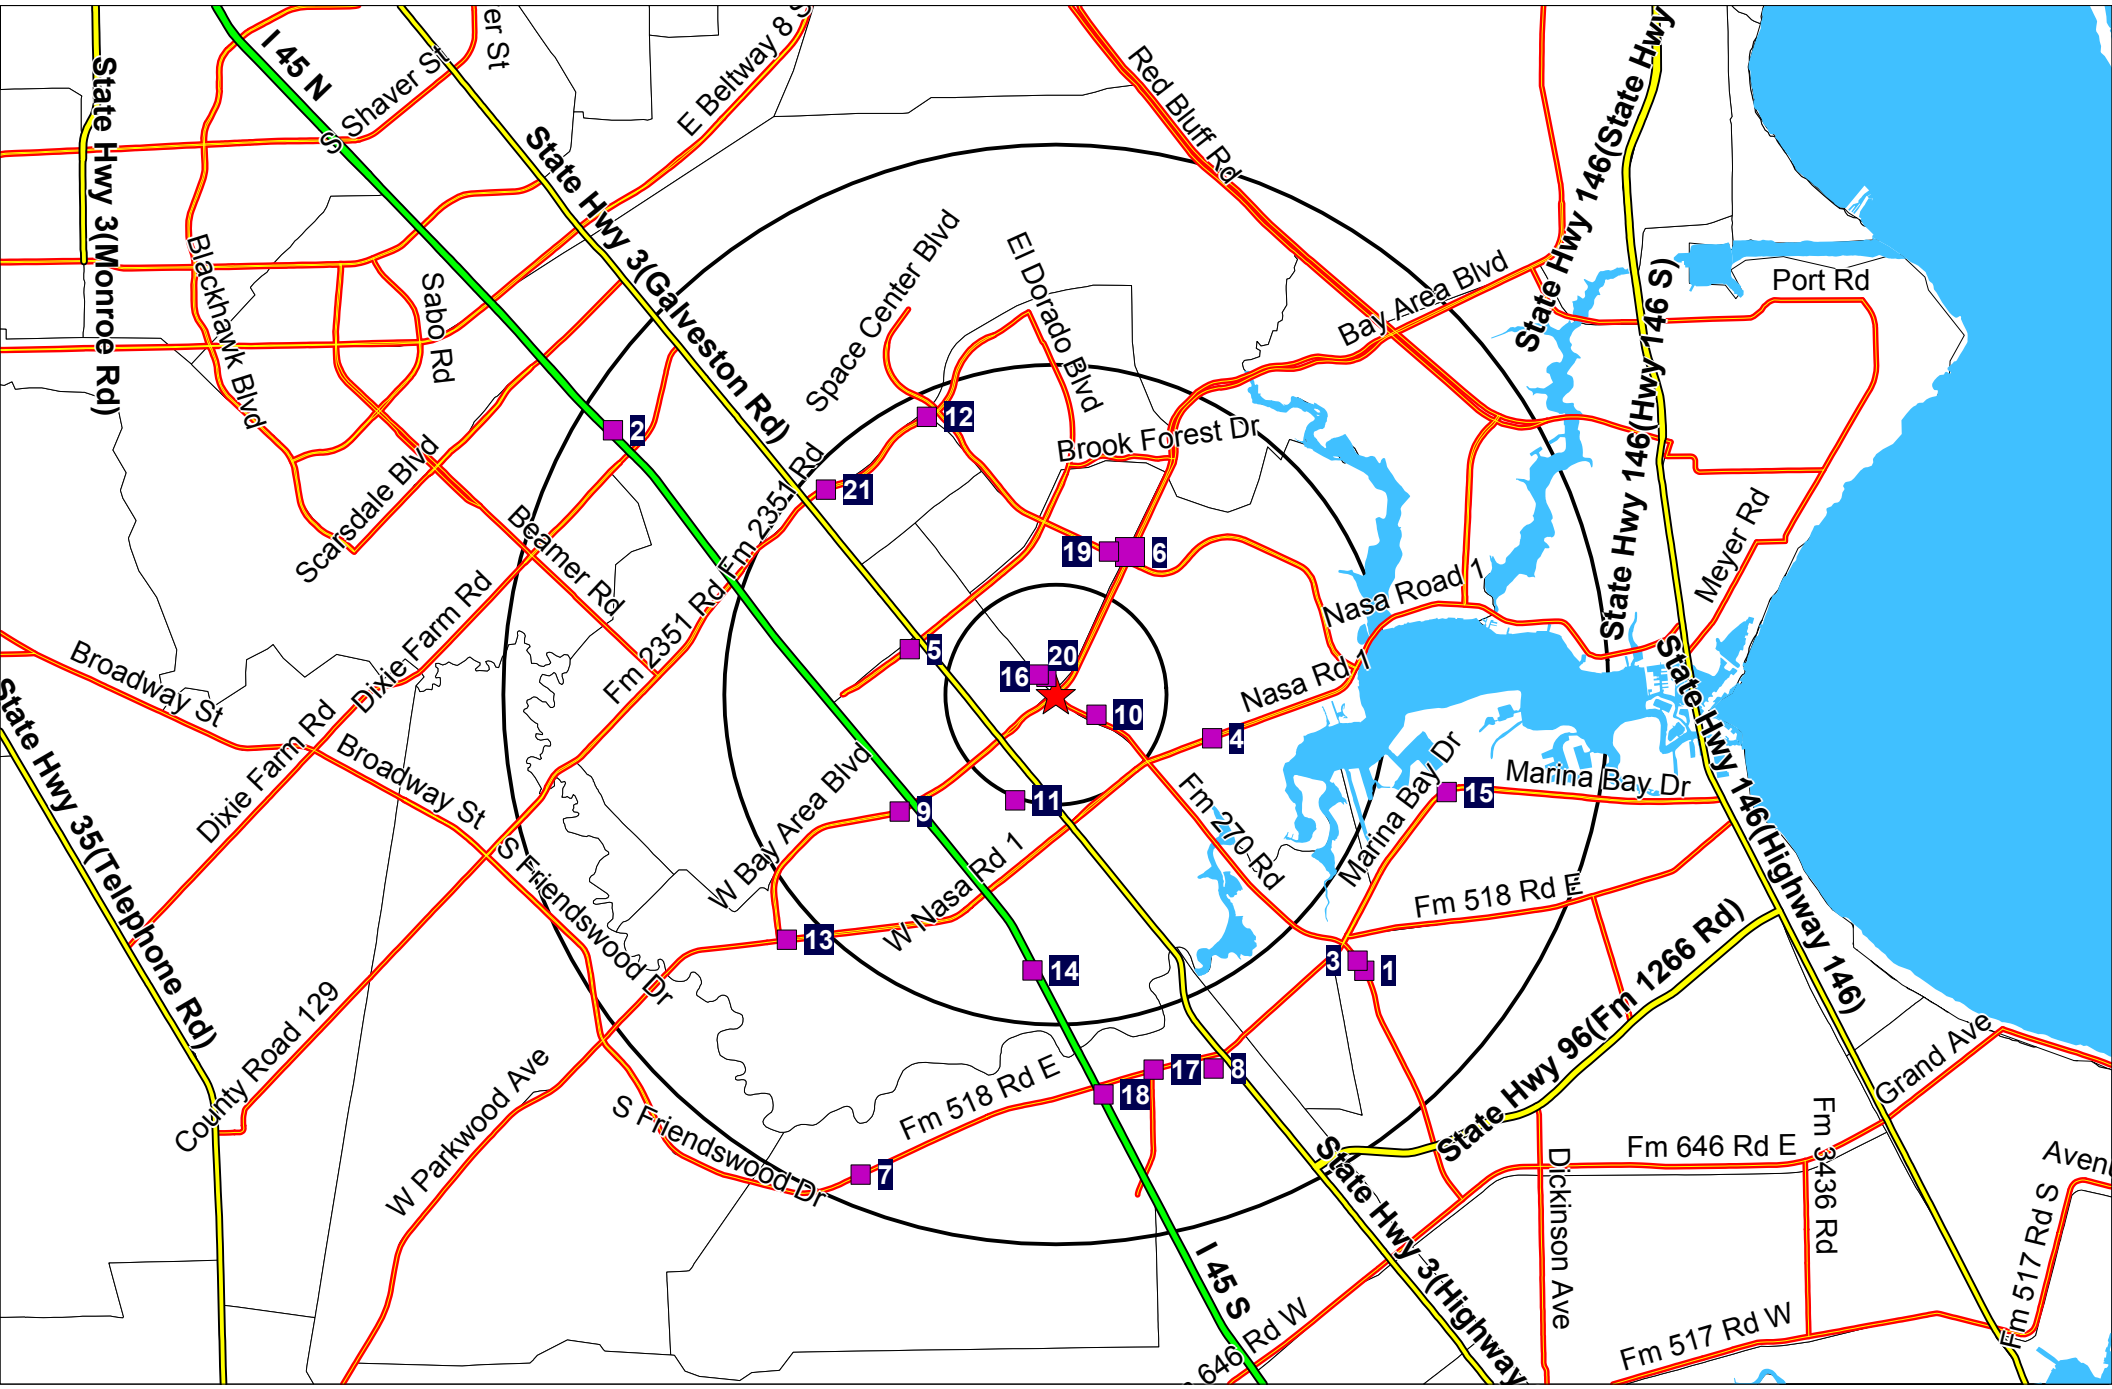 State Hwy 3(Monroe Rd)
I 45 N
S
Shaver St
er St
E Beltway 8 S
State Hwy 3(Galveston Rd)
Red Bluff Rd
State Hwy 146(State Hwy
Blackhawk Blvd
Sabo Rd
Space Center Blvd
El Dorado Blvd
Bay Area Blvd
Port Rd
State Hwy 146(Hwy 146 S)
2
12
21
Brook Forest Dr
Scarsdale Blvd
Beamer Rd
Fm 2351 Rd
Fm 2351 Rd
19
6
Meyer Rd
Nasa Road 1
Dixie Farm Rd
Broadway St
5
20
16
10
4
Nasa Rd 1
State Hwy 35(Telephone Rd)
Dixie Farm Rd
Broadway St
W Bay Area Blvd
9
11
Fm 270 Rd
Marina Bay Dr
15
Marina Bay Dr
State Hwy 146(Highway 146)
S Friendswood Dr
W Nasa Rd 1
13
14
Fm 518 Rd E
3
1
State Hwy 96(Fm 1266 Rd)
County Road 129
W Parkwood Ave
S Friendswood Dr
Fm 518 Rd E
17
8
18
7
Grand Ave
Fm 646 Rd E
Fm 3436 Rd
Dickinson Ave
State Hwy 3(Highway
I 45 S
646 Rd W
Fm 517 Rd W
Fm 517 Rd S
Avenu